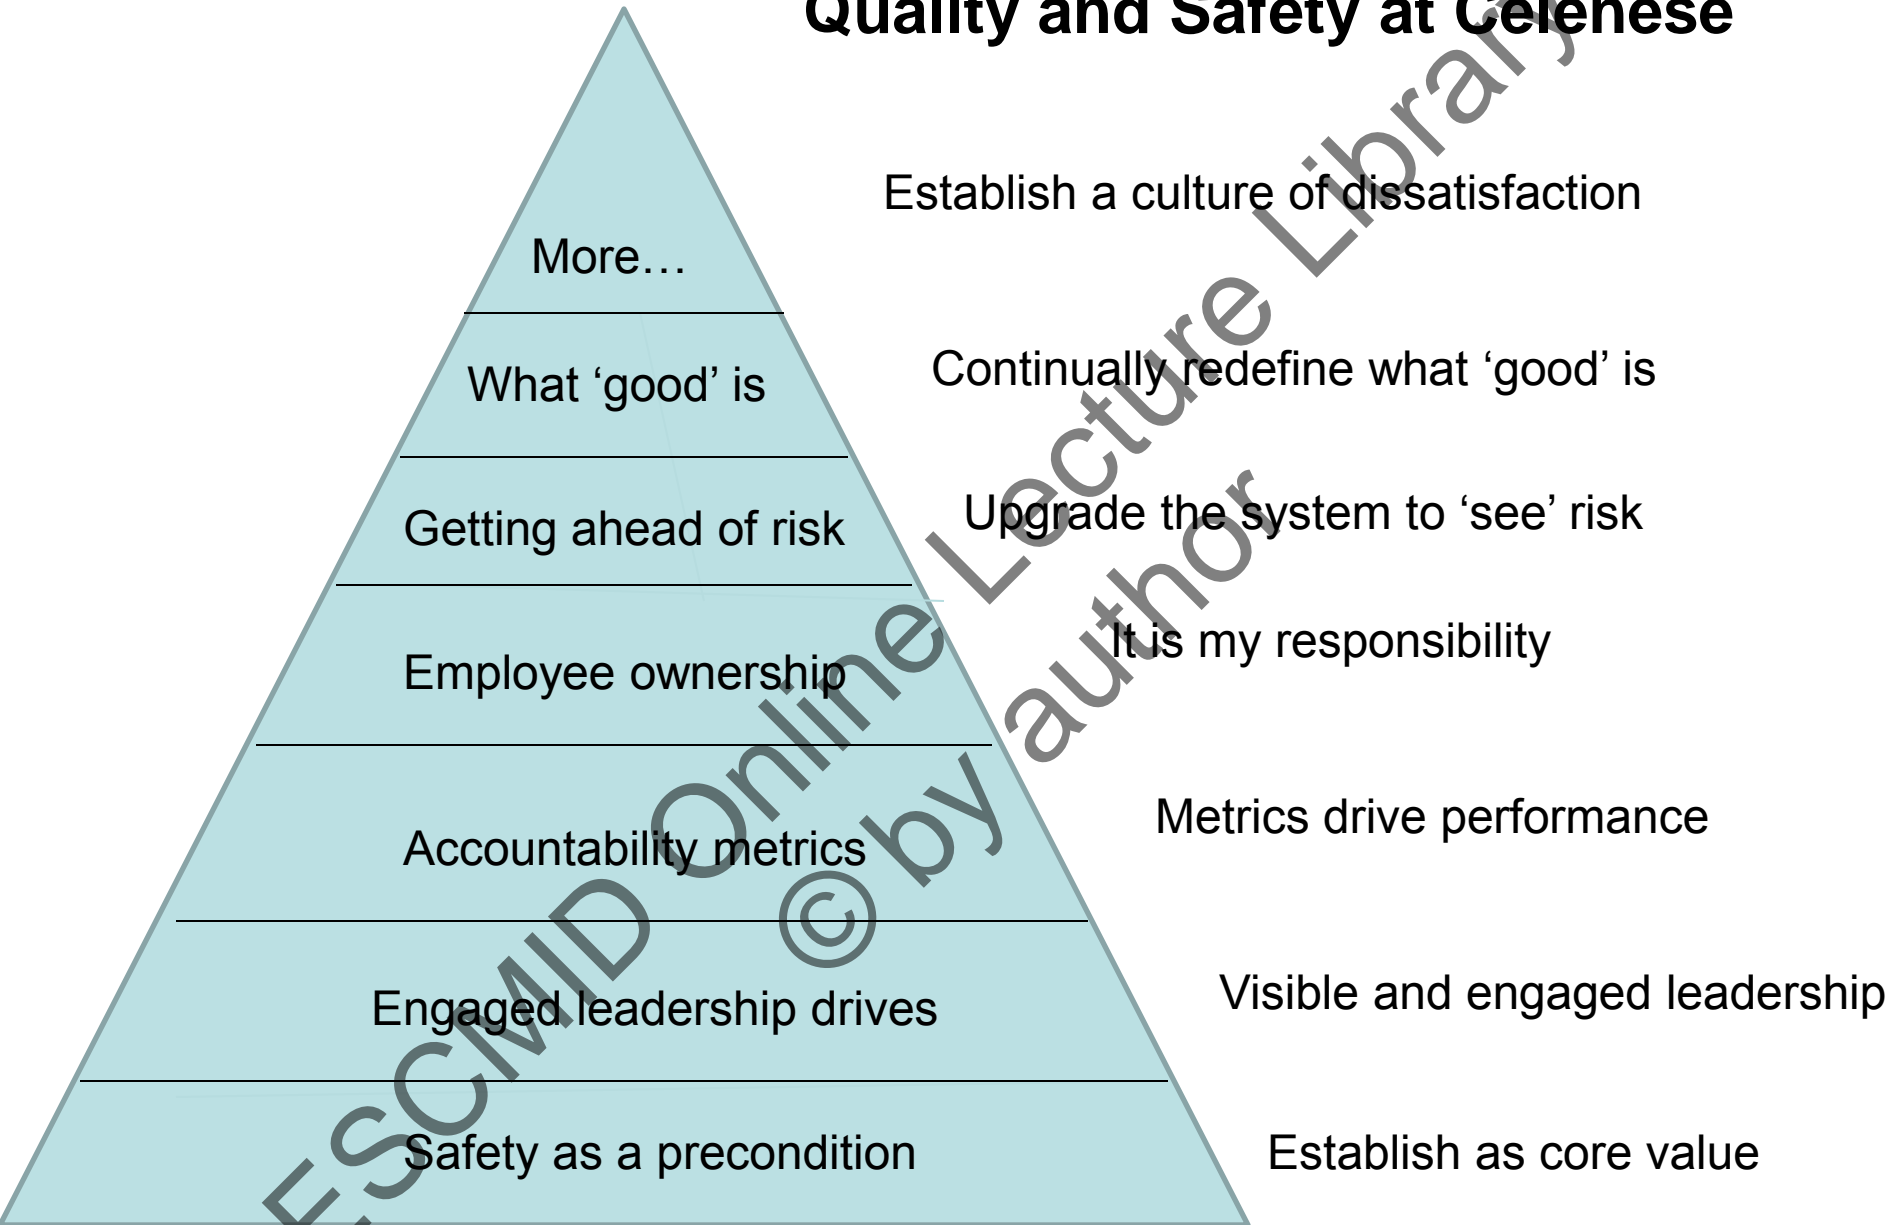 Quality and Safety at Celenese
Establish a culture of dissatisfaction
More…
What ‘good’ is
Continually redefine what ‘good’ is
Getting ahead of risk
Upgrade the system to ‘see’ risk
Employee ownership
It is my responsibility
Accountability metrics
Metrics drive performance
Engaged leadership drives
Visible and engaged leadership
Safety as a precondition
Establish as core value
ESCMID Online Lecture Library
© by author